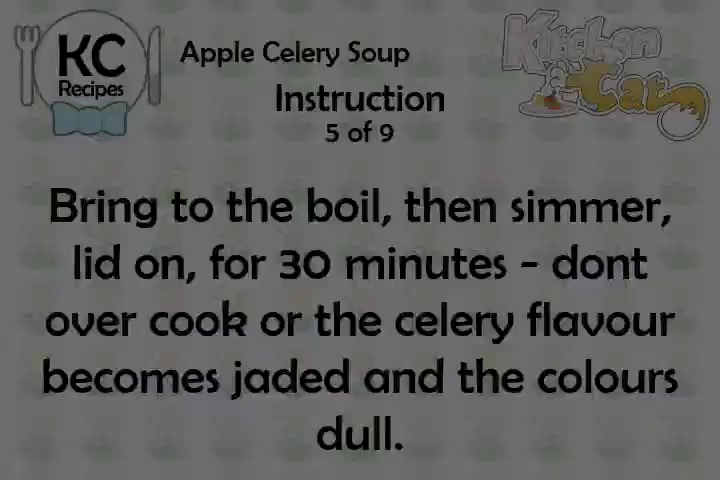 KC
Recipes
Apple Celery Soup
Kitchen
Cat
Instruction
5 of 9
Bring to the boil, then simmer,
lid on, for 30 minutes - dont
over cook or the celery flavour
becomes jaded and the colours
dull.